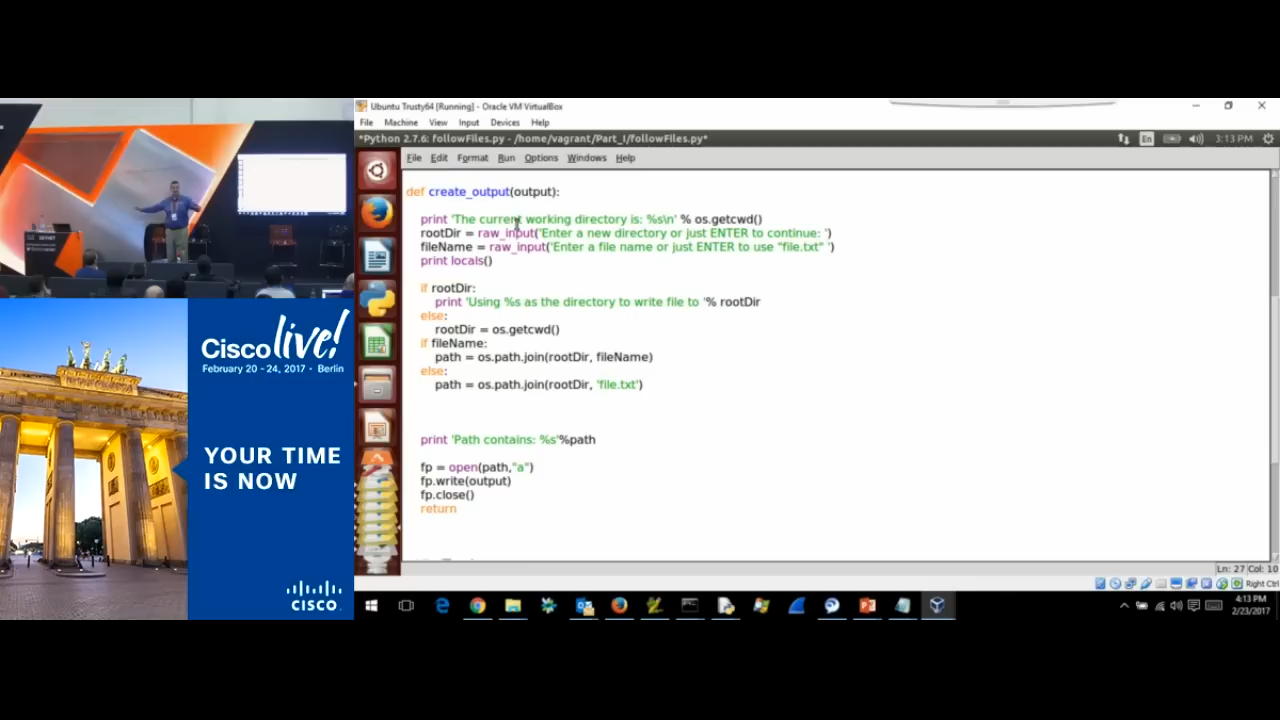 Ubuntu Trusty64 [Running] - Oracle VM VirtualBox
File Machine View Input Devices Help
*Python 2.7.6: followFiles.py - /home/vagrant/Part_I/followFiles.py*
En
3:13 PM
File Edit Format Run Options Windows Help
def create_output(output):
print 'The current working directory is: %s\n' % os.getcwd()
rootDir = raw_input('Enter a new directory or just ENTER to continue: ')
fileName = raw_input('Enter a file name or just ENTER to use "file.txt" ')
print locals()
if rootDir:
print 'Using %s as the directory to write file to '% rootDir
else:
rootDir = os.getcwd()
if fileName:
path = os.path.join(rootDir, fileName)
else:
path = os.path.join(rootDir, 'file.txt')
print 'Path contains: %s'%path
fp = open(path,"a")
fp.write(output)
fp.close()
return
Ln: 27 Col: 10
Right Ctrl
4:13 PM
2/23/2017
Cisco live!
February 20 - 24, 2017 • Berlin
YOUR TIME
IS NOW
CISCO